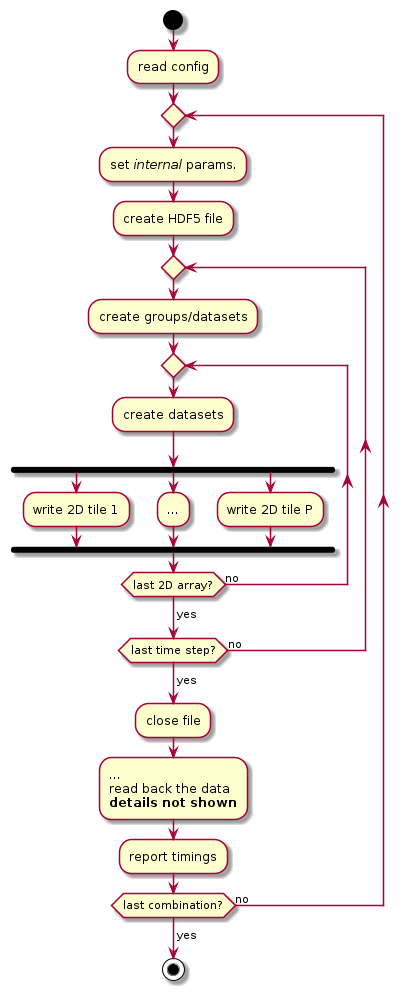 read config
set internal params.
create HDF5 file
create groups/datasets
create datasets
write 2D tile 1
...
write 2D tile P
last 2D array?
no
yes
last time step?
no
yes
close file
...
read back the data
details not shown
report timings
last combination?
no
yes